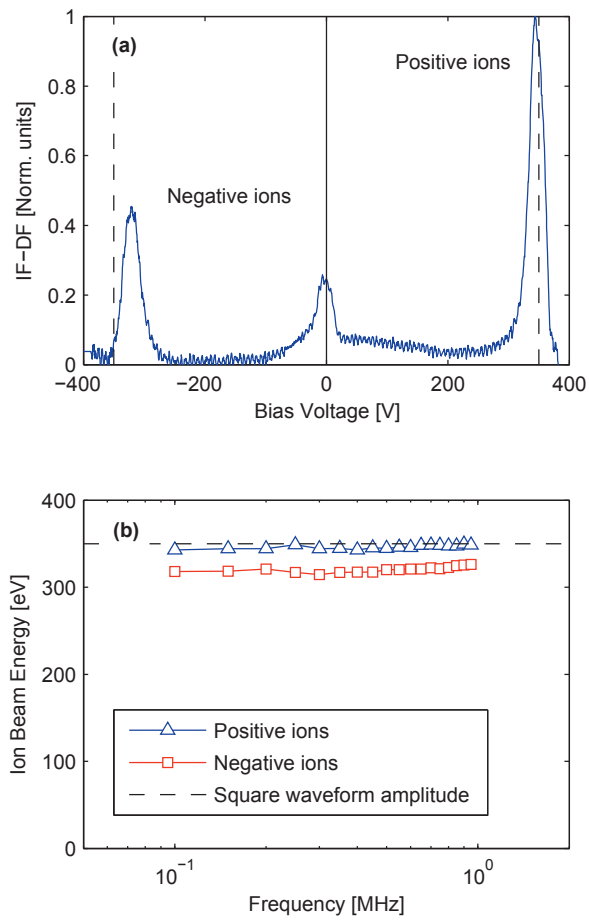 (a)
Positive ions
Negative ions
IF−DF [Norm. units]
1
0.8
0.6
0.4
0.2
0
−400
−200
0
200
400
Bias Voltage [V]
(b)
Ion Beam Energy [eV]
400
300
200
100
0
Positive ions
Negative ions
Square waveform amplitude
10⁻¹
10⁰
Frequency [MHz]